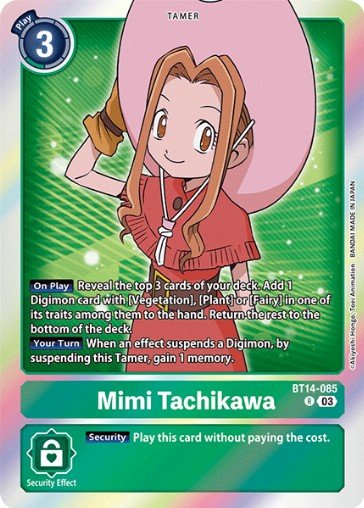 Play
3
TAMER
On Play Reveal the top 3 cards of your deck. Add 1
Digimon card with [Vegetation], [Plant] or [Fairy] in one of
its traits among them to the hand. Return the rest to the
bottom of the deck.
Your Turn When an effect suspends a Digimon, by
suspending this Tamer, gain 1 memory.
©Akiyoshi Hongo, Toei Animation BANDAI MADE IN JAPAN
BT14-085
Mimi Tachikawa
R 03
Security Play this card without paying the cost.
Security Effect